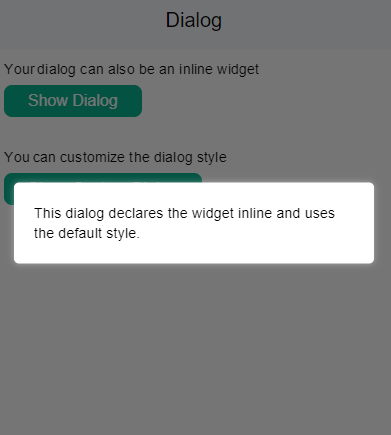 Dialog
Your dialog can also be an inline widget
Show Dialog
You can customize the dialog style
This dialog declares the widget inline and uses
the default style.